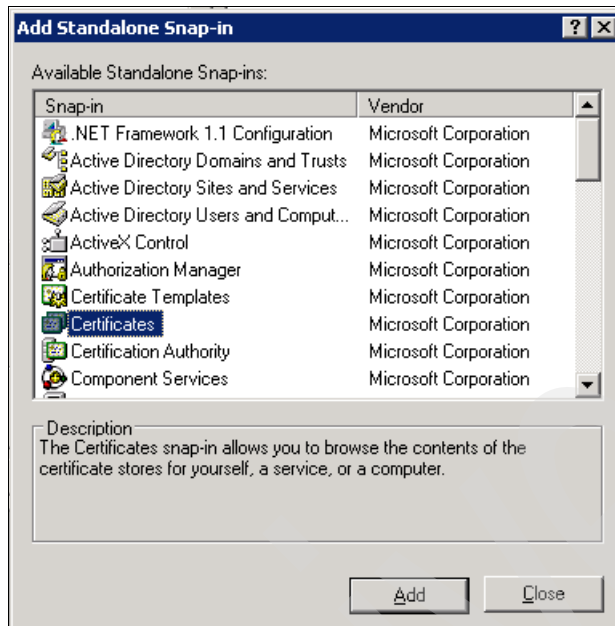 Add Standalone Snap-in
Available Standalone Snap-ins:
Snap-in Vendor
.NET Framework 1.1 Configuration Microsoft Corporation
Active Directory Domains and Trusts Microsoft Corporation
Active Directory Sites and Services Microsoft Corporation
Active Directory Users and Comput... Microsoft Corporation
ActiveX Control Microsoft Corporation
Authorization Manager Microsoft Corporation
Certificate Templates Microsoft Corporation
Certificates Microsoft Corporation
Certification Authority Microsoft Corporation
Component Services Microsoft Corporation
Description
The Certificates snap-in allows you to browse the contents of the
certificate stores for yourself, a service, or a computer.
Add Close